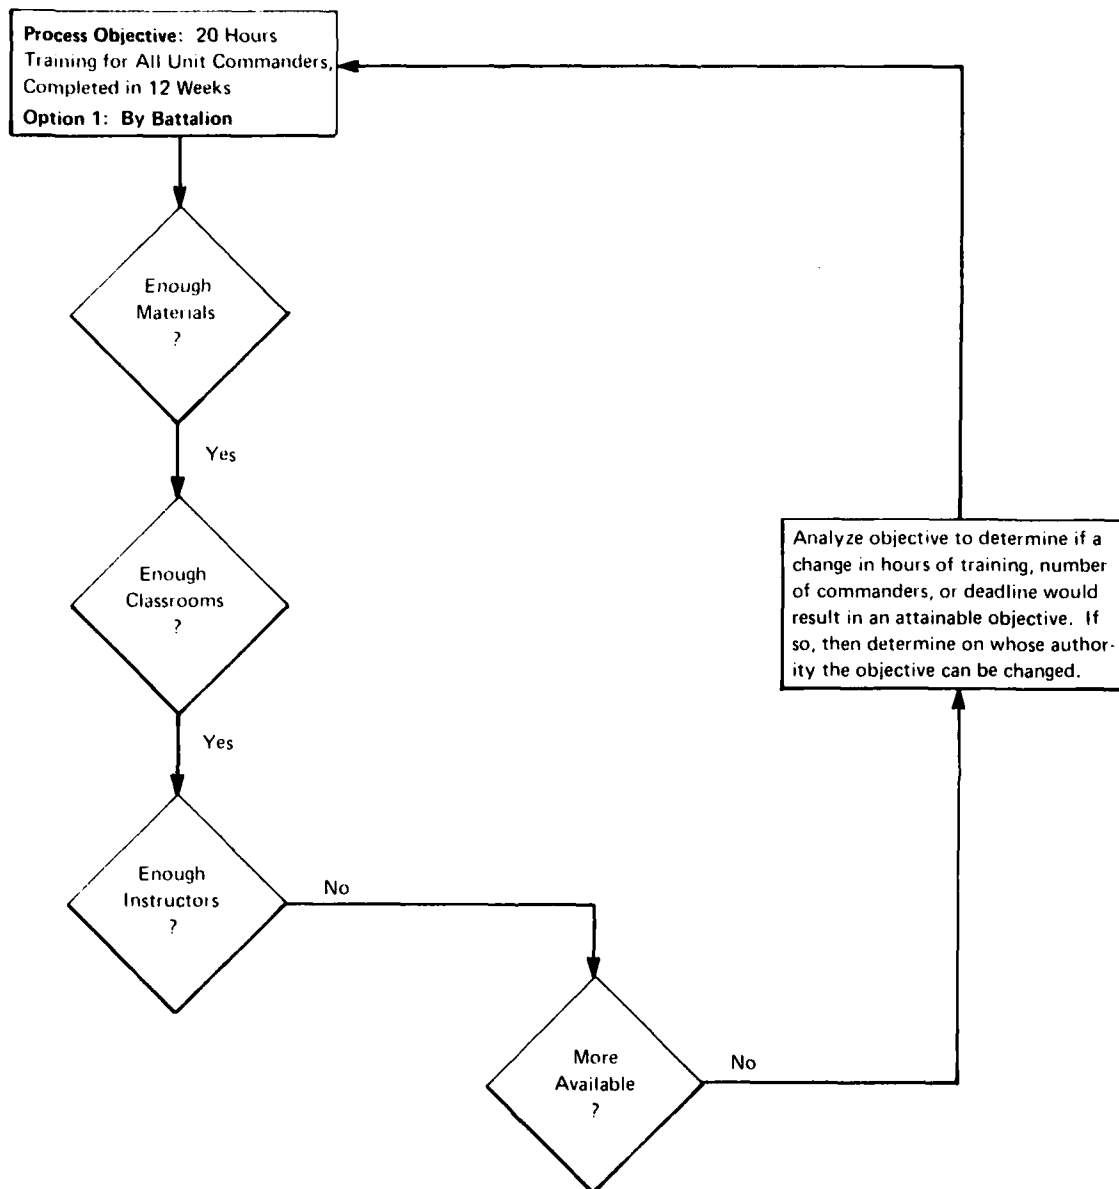 Process Objective: 20 Hours
Training for All Unit Commanders,
Completed in 12 Weeks
Option 1: By Battalion
Enough
Materials
?
Yes
Enough
Classrooms
?
Yes
Enough
Instructors
?
No
More
Available
?
No
Analyze objective to determine if a
change in hours of training, number
of commanders, or deadline would
result in an attainable objective. If
so, then determine on whose author-
ity the objective can be changed.